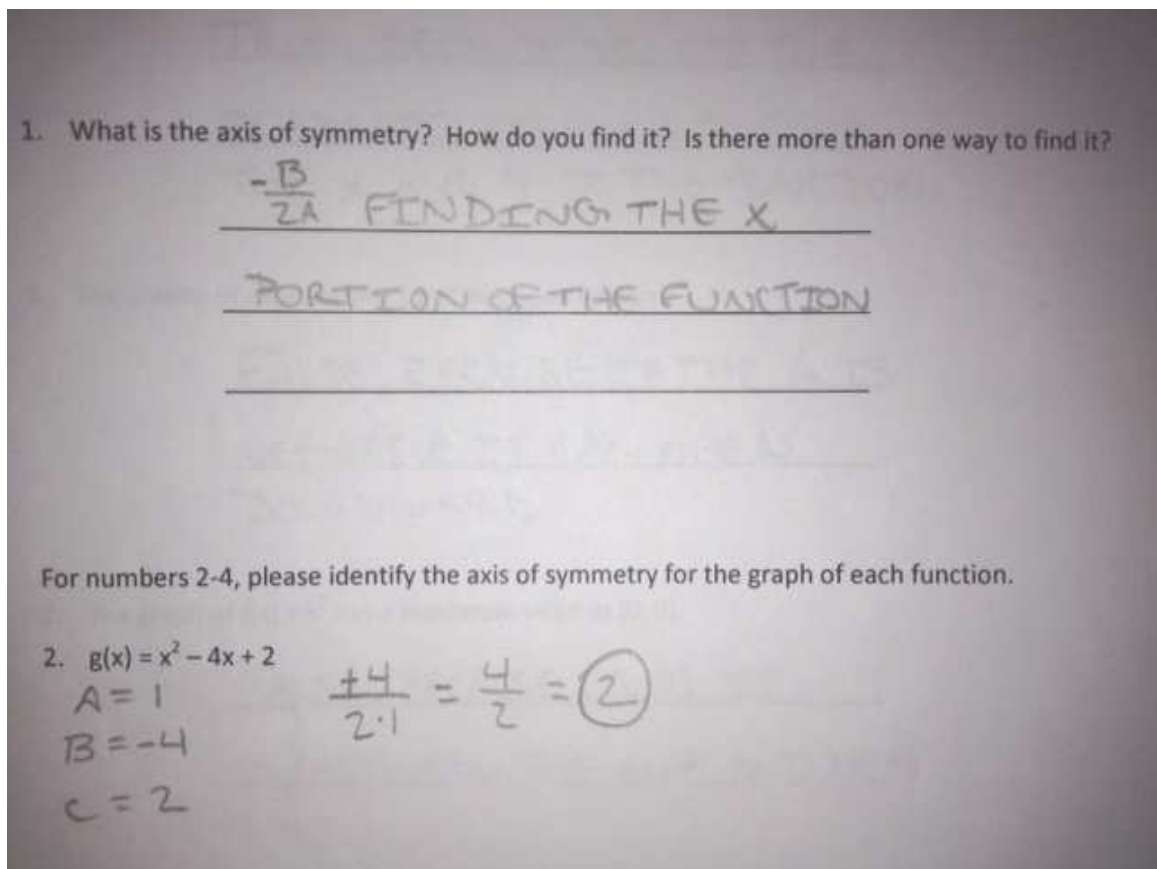 1. What is the axis of symmetry? How do you find it? Is there more than one way to find it?
-B
2A FINDING THE X
PORTION OF THE FUNCTION
For numbers 2-4, please identify the axis of symmetry for the graph of each function.
2. g(x) = x² – 4x + 2
A = 1
+4/2·1 = 4/2 = 2
B = -4
C = 2